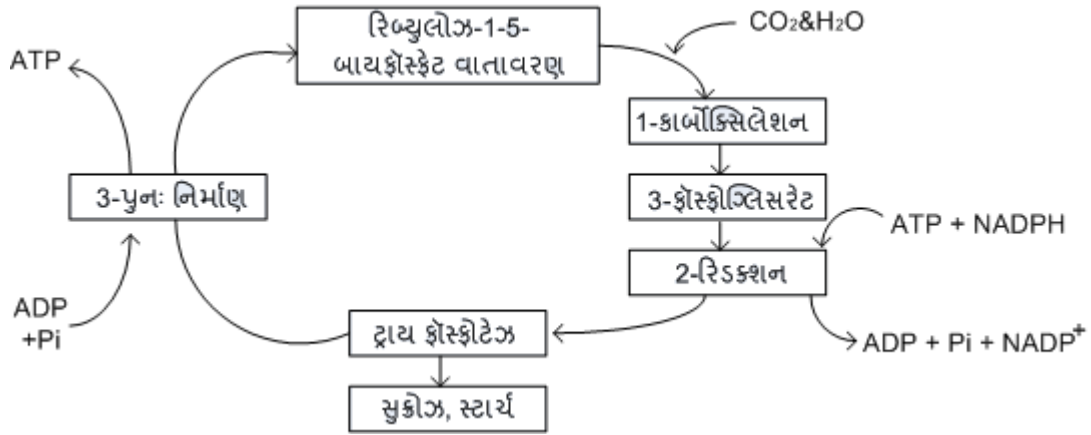 રિબ્યુલોઝ-1-5-
બાયફૉસ્ફેટ વાતાવરણ
CO₂&H₂O
ATP
1-કાર્બોક્સિલેશન
3-પુનઃ નિર્માણ
3-ફૉસ્ફોગ્લિસરેટ
ATP + NADPH
2-રિડક્શન
ADP
+Pi
ટ્રાય ફૉસ્ફોટેઝ
ADP + Pi + NADP⁺
સુક્રોઝ, સ્ટાર્ચ